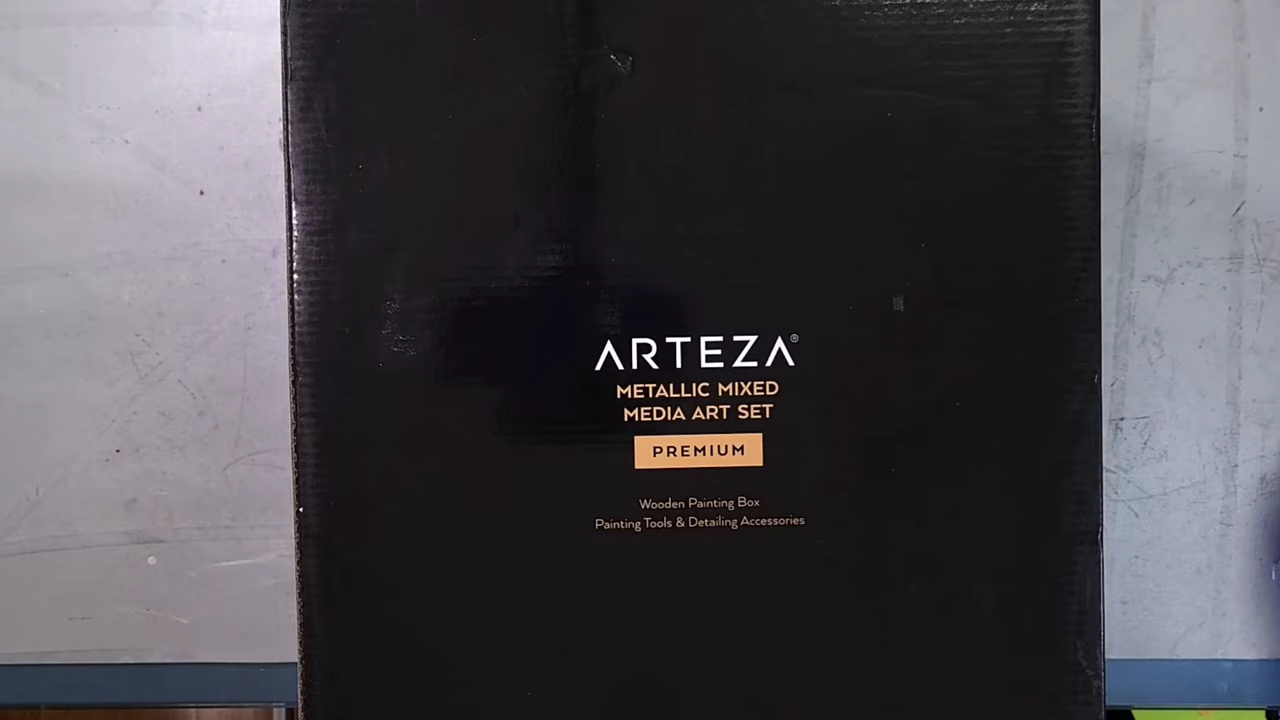 ARTEZA®
METALLIC MIXED
MEDIA ART SET
PREMIUM
Wooden Painting Box
Painting Tools & Detailing Accessories